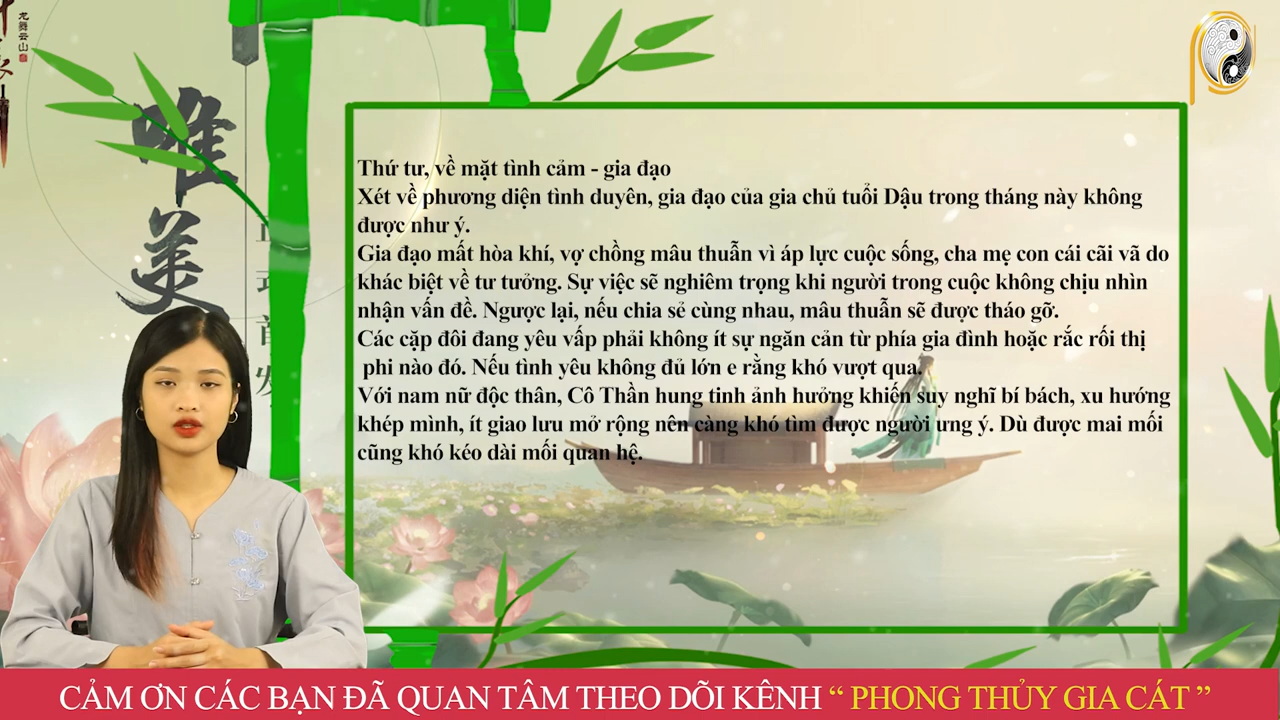 龙舞云山
唯
美
Thứ tư, về mặt tình cảm - gia đạo
Xét về phương diện tình duyên, gia đạo của gia chủ tuổi Dậu trong tháng này không
được như ý.
Gia đạo mất hòa khí, vợ chồng mâu thuẫn vì áp lực cuộc sống, cha mẹ con cái cãi vã do
khác biệt về tư tưởng. Sự việc sẽ nghiêm trọng khi người trong cuộc không chịu nhìn
nhận vấn đề. Ngược lại, nếu chia sẻ cùng nhau, mâu thuẫn sẽ được tháo gỡ.
Các cặp đôi đang yêu vấp phải không ít sự ngăn cản từ phía gia đình hoặc rắc rối thị
phi nào đó. Nếu tình yêu không đủ lớn e rằng khó vượt qua.
Với nam nữ độc thân, Cô Thần hung tinh ảnh hưởng khiến suy nghĩ bí bách, xu hướng
khép mình, ít giao lưu mở rộng nên càng khó tìm được người ưng ý. Dù được mai mối
cũng khó kéo dài mối quan hệ.
CẢM ƠN CÁC BẠN ĐÃ QUAN TÂM THEO DÕI KÊNH “ PHONG THỦY GIA CÁT ”